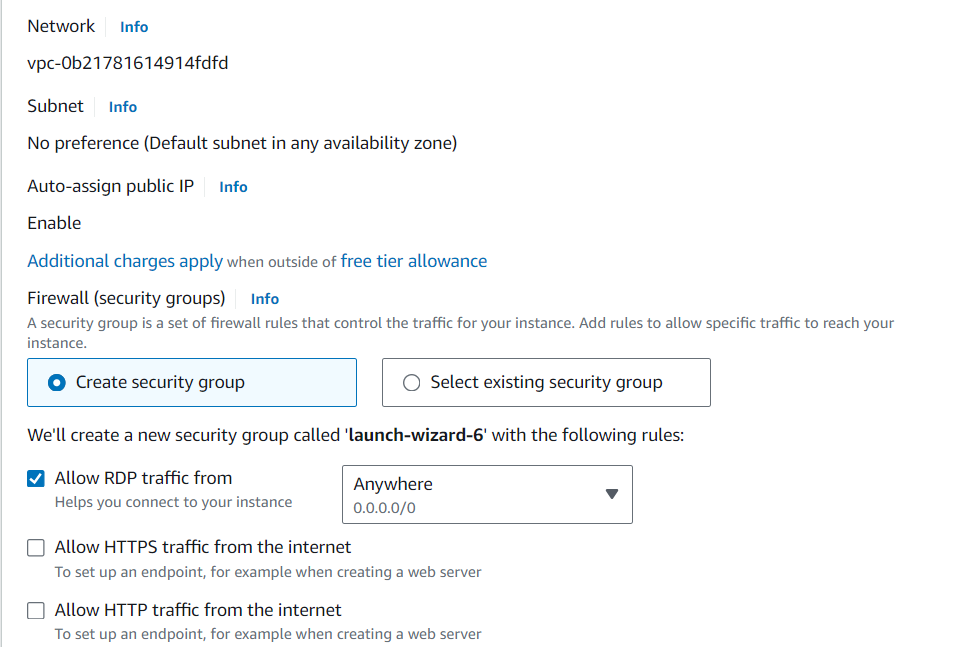 Network Info
vpc-0b21781614914fdfd
Subnet Info
No preference (Default subnet in any availability zone)
Auto-assign public IP Info
Enable
Additional charges apply when outside of free tier allowance
Firewall (security groups) Info
A security group is a set of firewall rules that control the traffic for your instance. Add rules to allow specific traffic to reach your
instance.
Create security group
Select existing security group
We'll create a new security group called 'launch-wizard-6' with the following rules:
Allow RDP traffic from
Helps you connect to your instance
Anywhere
0.0.0.0/0
Allow HTTPS traffic from the internet
To set up an endpoint, for example when creating a web server
Allow HTTP traffic from the internet
To set up an endpoint, for example when creating a web server